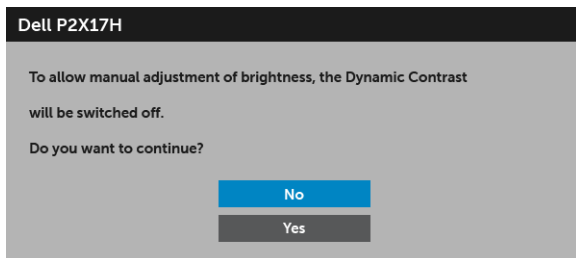 Dell P2X17H
To allow manual adjustment of brightness, the Dynamic Contrast
will be switched off.
Do you want to continue?
No
Yes